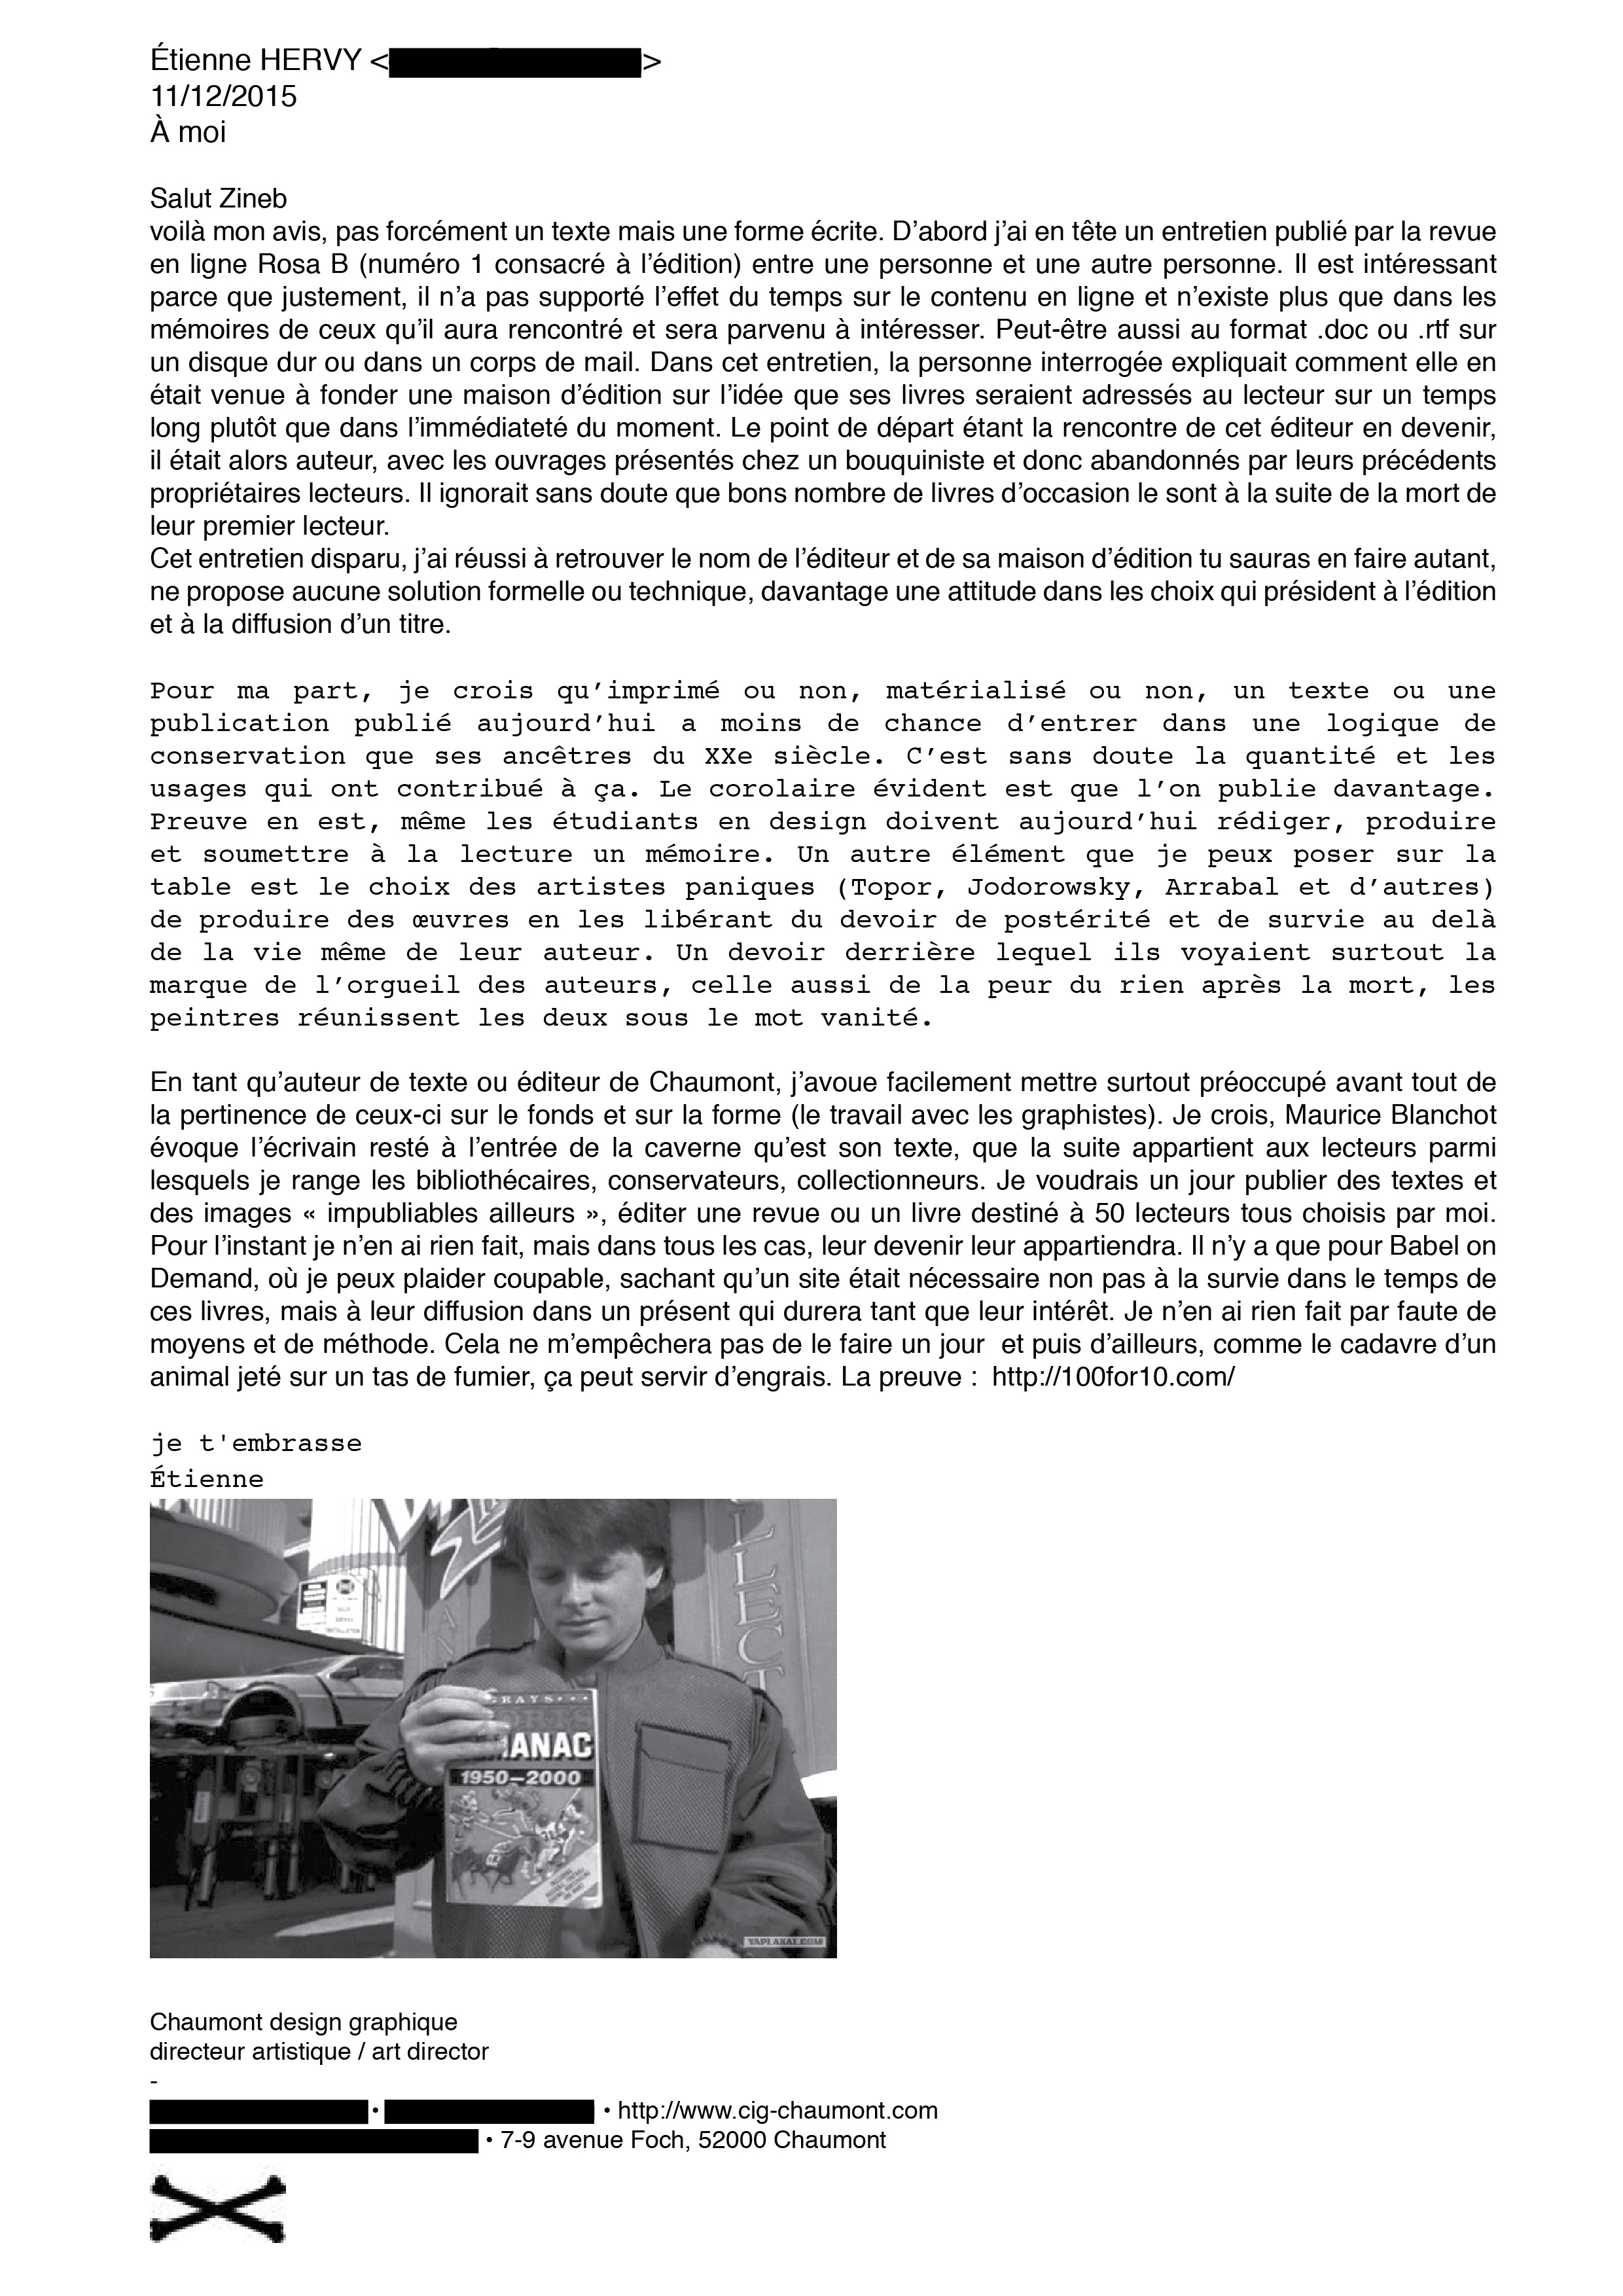 Étienne HERVY < >
11/12/2015
À moi
Salut Zineb
voilà mon avis, pas forcément un texte mais une forme écrite. D’abord j’ai en tête un entretien publié par la revue
en ligne Rosa B (numéro 1 consacré à l’édition) entre une personne et une autre personne. Il est intéressant
parce que justement, il n’a pas supporté l’effet du temps sur le contenu en ligne et n’existe plus que dans les
mémoires de ceux qu’il aura rencontré et sera parvenu à intéresser. Peut-être aussi au format .doc ou .rtf sur
un disque dur ou dans un corps de mail. Dans cet entretien, la personne interrogée expliquait comment elle en
était venue à fonder une maison d’édition sur l’idée que ses livres seraient adressés au lecteur sur un temps
long plutôt que dans l’immédiateté du moment. Le point de départ étant la rencontre de cet éditeur en devenir,
il était alors auteur, avec les ouvrages présentés chez un bouquiniste et donc abandonnés par leurs précédents
propriétaires lecteurs. Il ignorait sans doute que bons nombre de livres d’occasion le sont à la suite de la mort de
leur premier lecteur.
Cet entretien disparu, j’ai réussi à retrouver le nom de l’éditeur et de sa maison d’édition tu sauras en faire autant,
ne propose aucune solution formelle ou technique, davantage une attitude dans les choix qui président à l’édition
et à la diffusion d’un titre.
Pour ma part, je crois qu’imprimé ou non, matérialisé ou non, un texte ou une
publication publié aujourd’hui a moins de chance d’entrer dans une logique de
conservation que ses ancêtres du XXe siècle. C’est sans doute la quantité et les
usages qui ont contribué à ça. Le corolaire évident est que l’on publie davantage.
Preuve en est, même les étudiants en design doivent aujourd’hui rédiger, produire
et soumettre à la lecture un mémoire. Un autre élément que je peux poser sur la
table est le choix des artistes paniques (Topor, Jodorowsky, Arrabal et d’autres)
de produire des œuvres en les libérant du devoir de postérité et de survie au delà
de la vie même de leur auteur. Un devoir derrière lequel ils voyaient surtout la
marque de l’orgueil des auteurs, celle aussi de la peur du rien après la mort, les
peintres réunissent les deux sous le mot vanité.
En tant qu’auteur de texte ou éditeur de Chaumont, j’avoue facilement mettre surtout préoccupé avant tout de
la pertinence de ceux-ci sur le fonds et sur la forme (le travail avec les graphistes). Je crois, Maurice Blanchot
évoque l’écrivain resté à l’entrée de la caverne qu’est son texte, que la suite appartient aux lecteurs parmi
lesquels je range les bibliothécaires, conservateurs, collectionneurs. Je voudrais un jour publier des textes et
des images « impubliables ailleurs », éditer une revue ou un livre destiné à 50 lecteurs tous choisis par moi.
Pour l’instant je n’en ai rien fait, mais dans tous les cas, leur devenir leur appartiendra. Il n’y a que pour Babel on
Demand, où je peux plaider coupable, sachant qu’un site était nécessaire non pas à la survie dans le temps de
ces livres, mais à leur diffusion dans un présent qui durera tant que leur intérêt. Je n’en ai rien fait par faute de
moyens et de méthode. Cela ne m’empêchera pas de le faire un jour  et puis d’ailleurs, comme le cadavre d’un
animal jeté sur un tas de fumier, ça peut servir d’engrais. La preuve :  http://100for10.com/
je t'embrasse
Étienne
LLECT
GRAYS
ANAC
1950–2000
YAPLAKAL.COM
Chaumont design graphique
directeur artistique / art director
-
• • http://www.cig-chaumont.com
• 7-9 avenue Foch, 52000 Chaumont